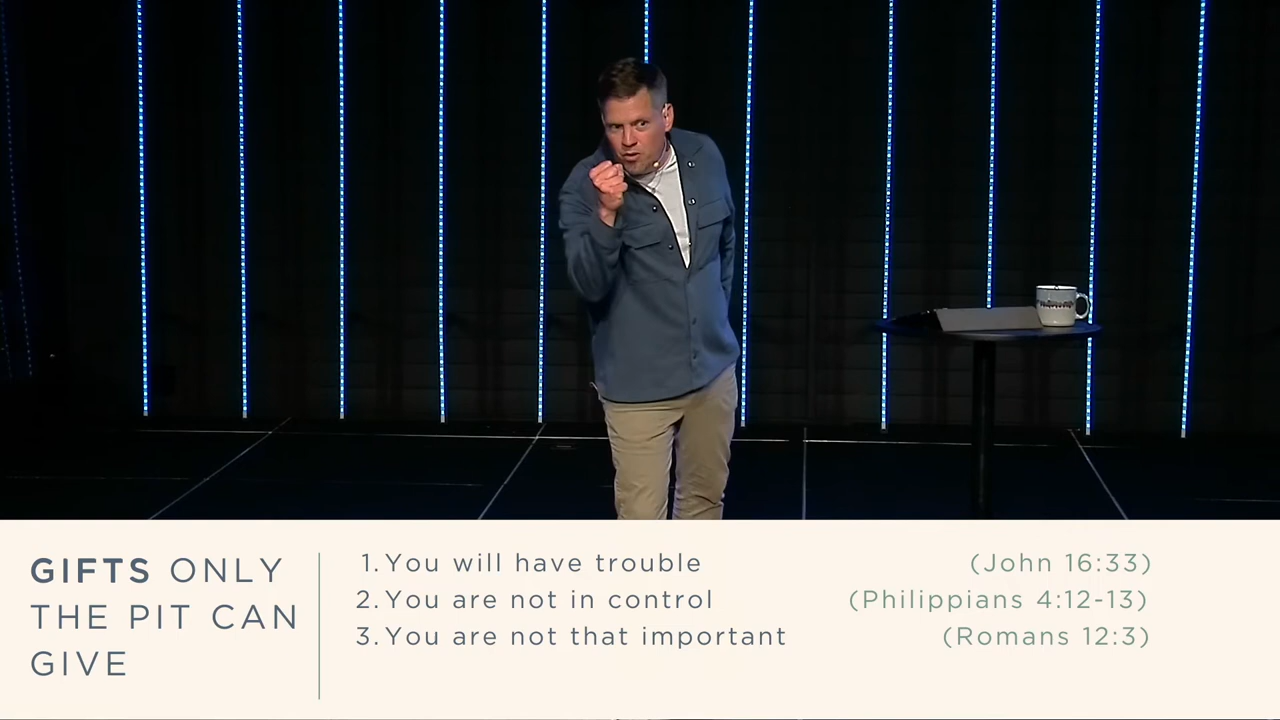 GIFTS ONLY
THE PIT CAN
GIVE
1. You will have trouble (John 16:33)
2. You are not in control (Philippians 4:12-13)
3. You are not that important (Romans 12:3)